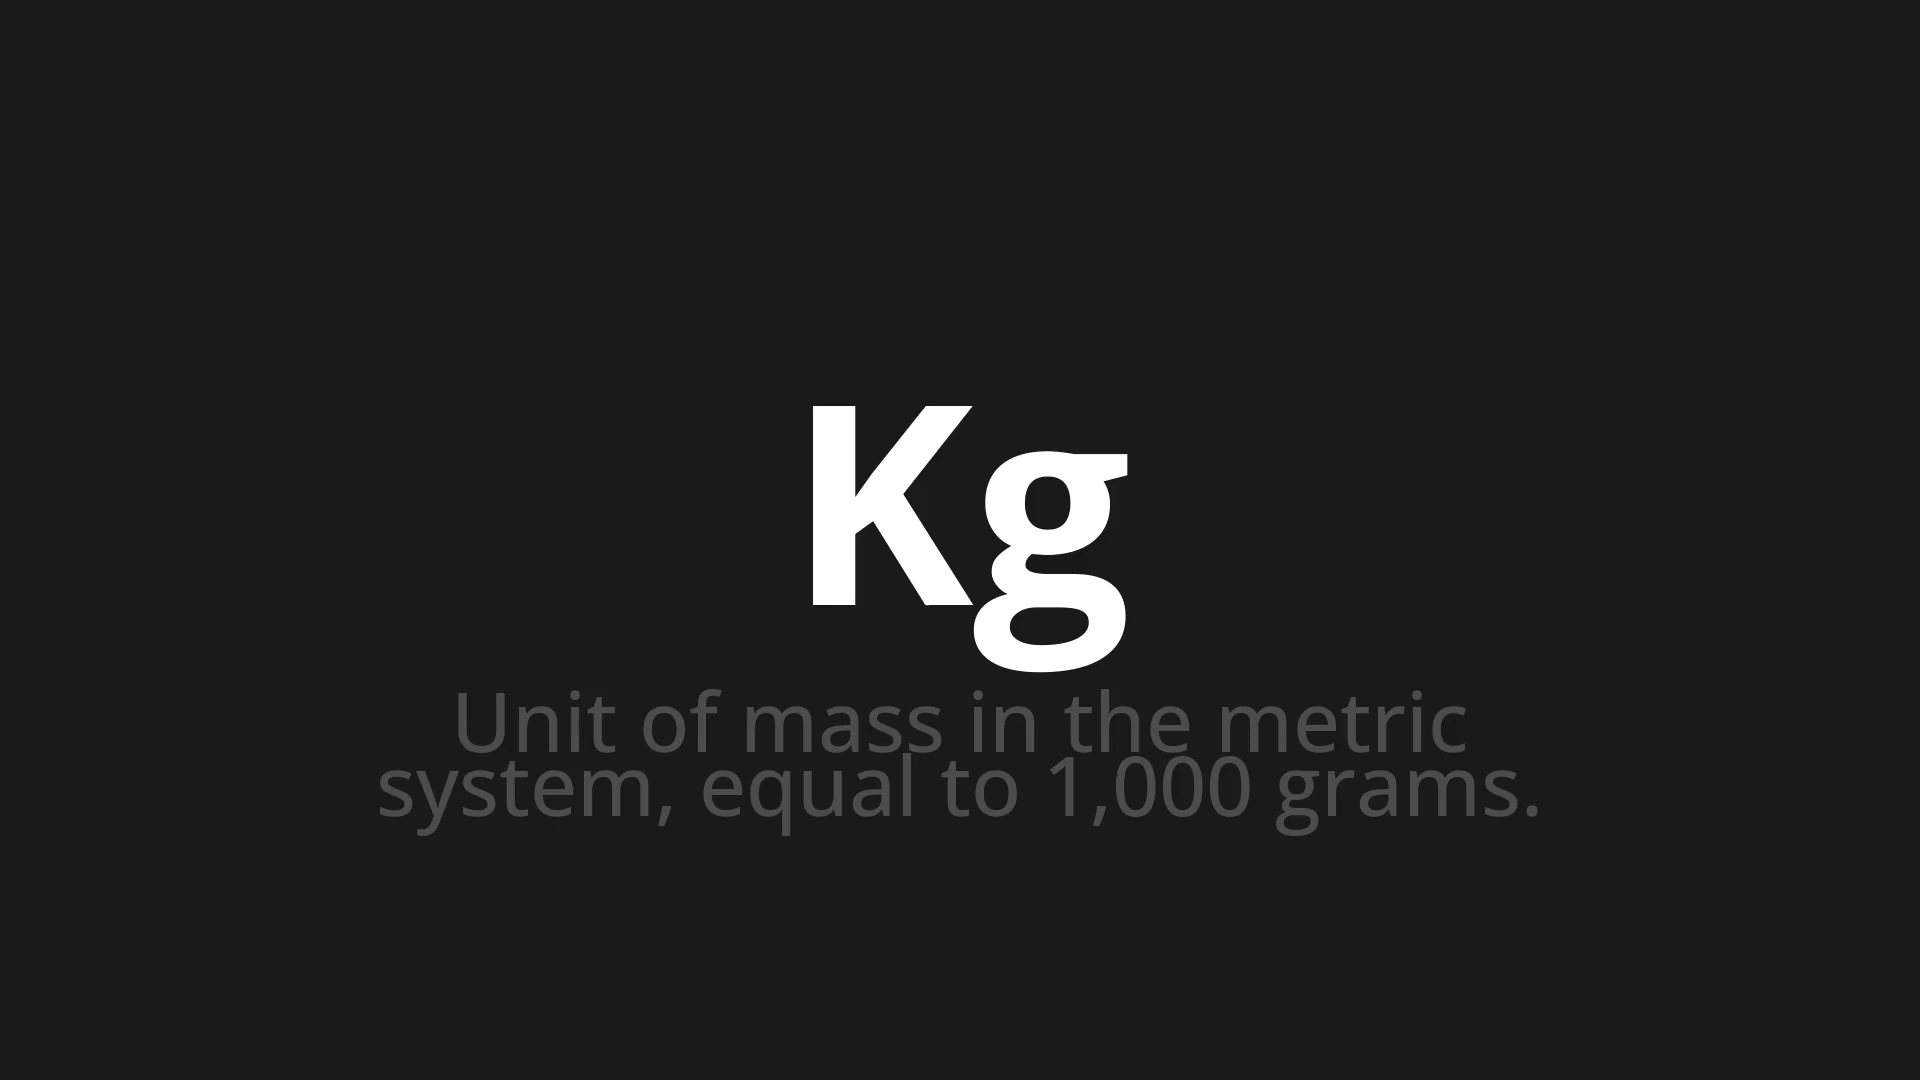 Kg
Unit of mass in the metric
system, equal to 1,000 grams.